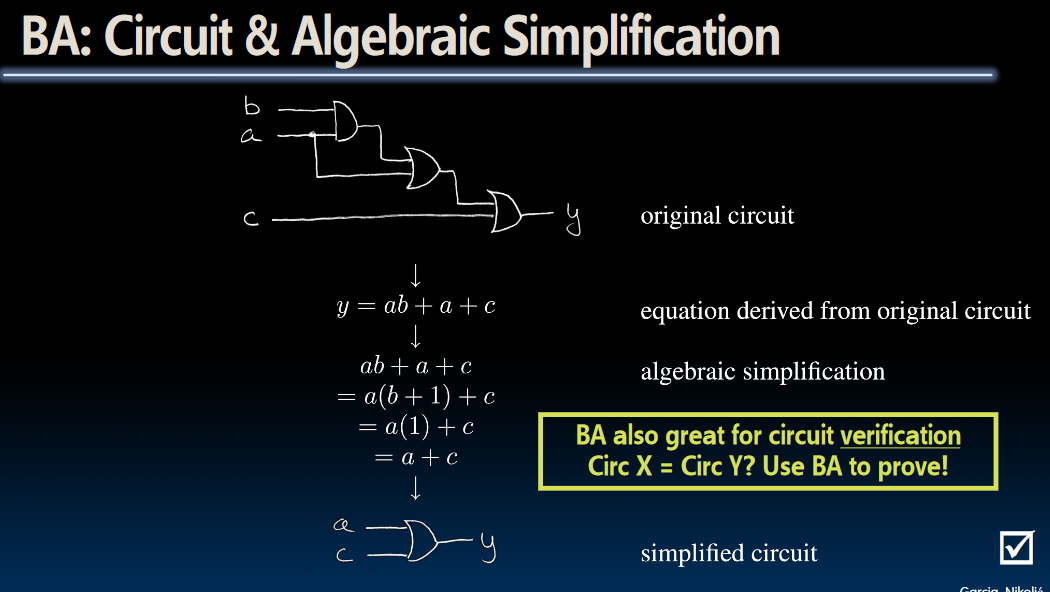 BA: Circuit & Algebraic Simplification
b
a
c
y
original circuit
↓
y = ab + a + c
equation derived from original circuit
↓
ab + a + c
algebraic simplification
= a(b + 1) + c
= a(1) + c
= a + c
BA also great for circuit verification
Circ X = Circ Y? Use BA to prove!
↓
a
c
y
simplified circuit
Garcia, Nikolić